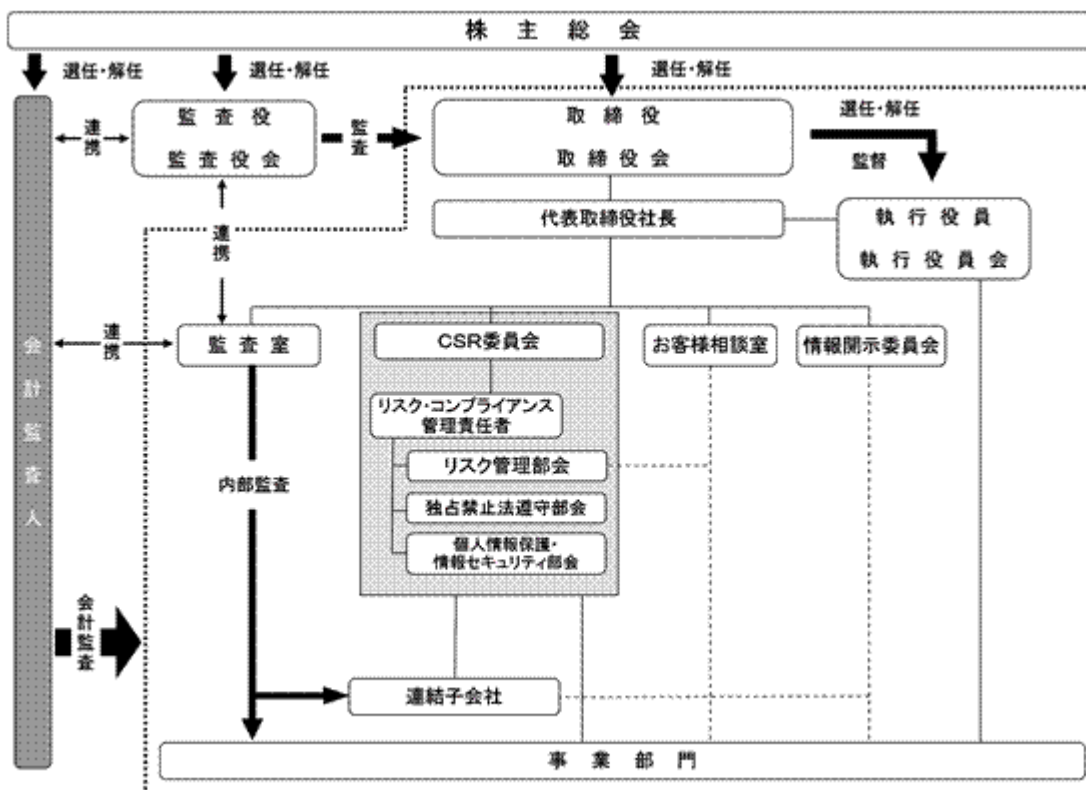 株主総会
選任・解任
選任・解任
選任・解任
監査役
監査役会
連携
監査
取締役
取締役会
選任・解任
監督
代表取締役社長
執行役員
執行役員会
連携
連携
監査室
CSR委員会
お客様相談室
情報開示委員会
会計監査人
リスク・コンプライアンス
管理責任者
リスク管理部会
内部監査
独占禁止法遵守部会
個人情報保護・
情報セキュリティ部会
会計監査
連結子会社
事業部門